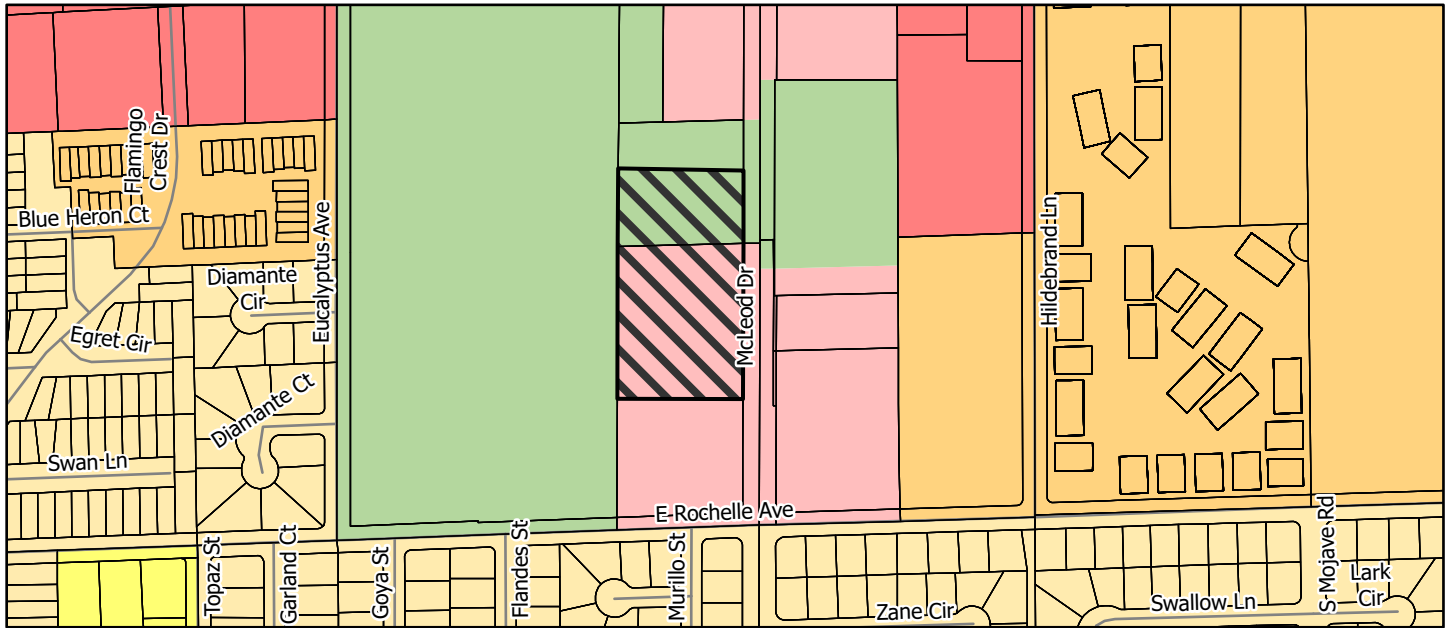 Flamingo
Crest Dr
Blue Heron Ct
Eucalyptus Ave
Diamante
Cir
Egret Cir
Diamante Ct
Swan Ln
McLeod Dr
Hildebrand Ln
E Rochelle Ave
Topaz St
Garland Ct
Goya St
Flandes St
Murillo St
Zane Cir
Swallow Ln
S Mojave Rd
Lark
Cir